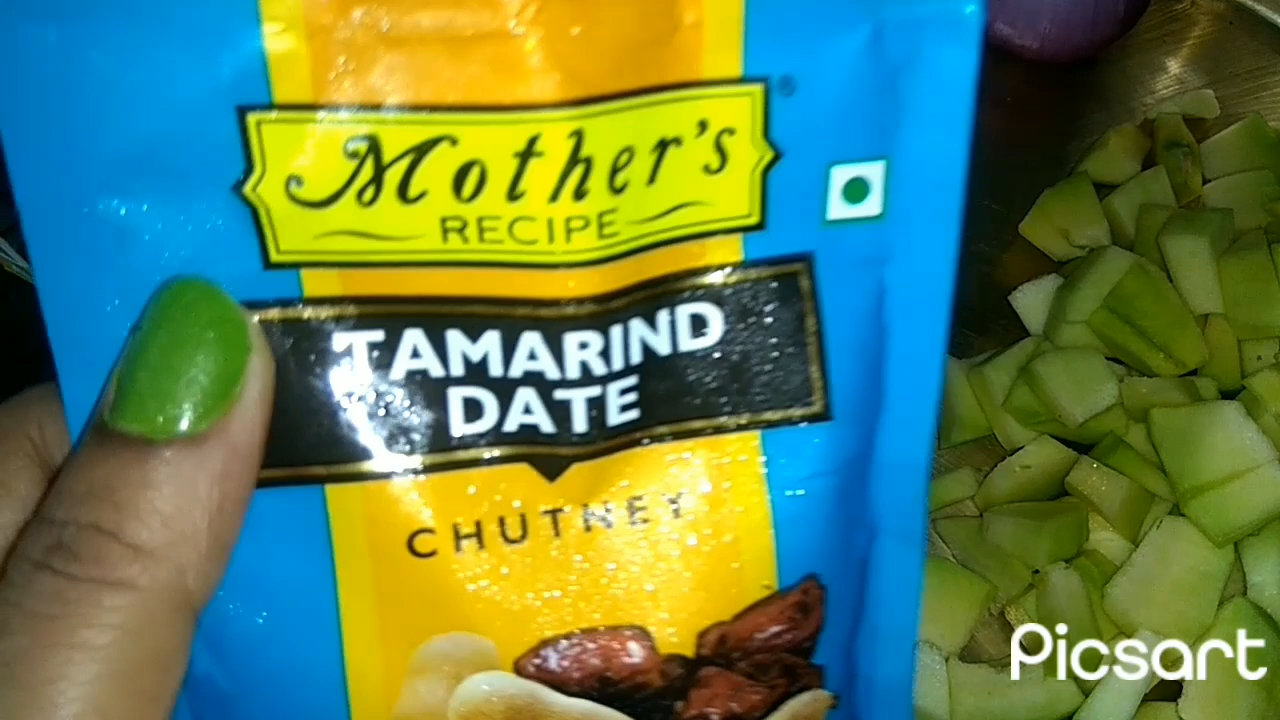 Mother's®
RECIPE
TAMARIND
DATE
CHUTNEY
Picsart